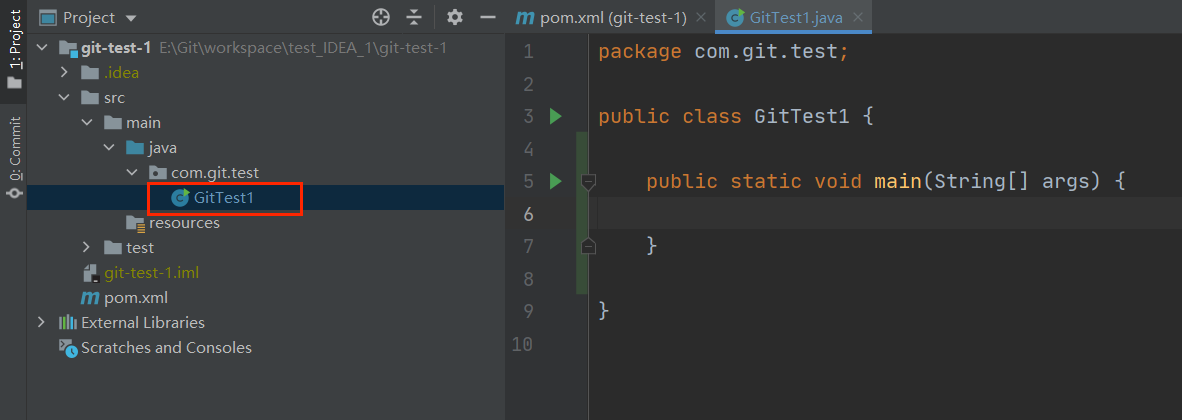 1: Project
0: Commit
Project
git-test-1 E:\Git\workspace\test_IDEA_1\git-test-1
.idea
src
main
java
com.git.test
GitTest1
resources
test
git-test-1.iml
pom.xml
External Libraries
Scratches and Consoles
pom.xml (git-test-1)
GitTest1.java
1 package com.git.test;
2
3 public class GitTest1 {
4
5 public static void main(String[] args) {
6
7 }
8
9 }
10